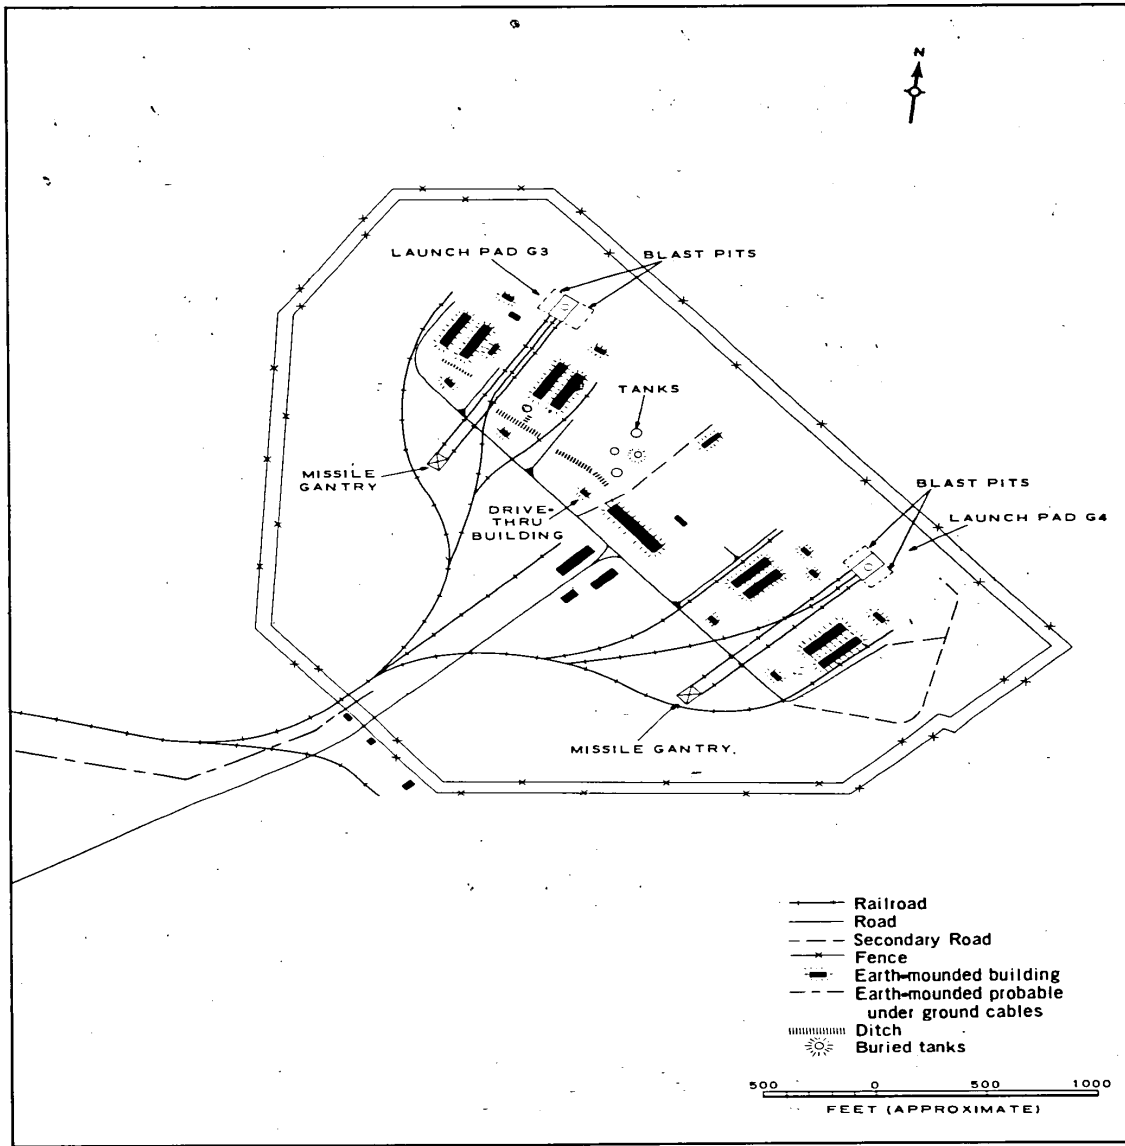 N
LAUNCH PAD G3
BLAST PITS
TANKS
MISSILE
GANTRY
BLAST PITS
DRIVE-
THRU
BUILDING
LAUNCH PAD G4
MISSILE GANTRY
Railroad
Road
Secondary Road
Fence
Earth-mounded building
Earth-mounded probable
under ground cables
Ditch
Buried tanks
500 0 500 1000
FEET (APPROXIMATE)